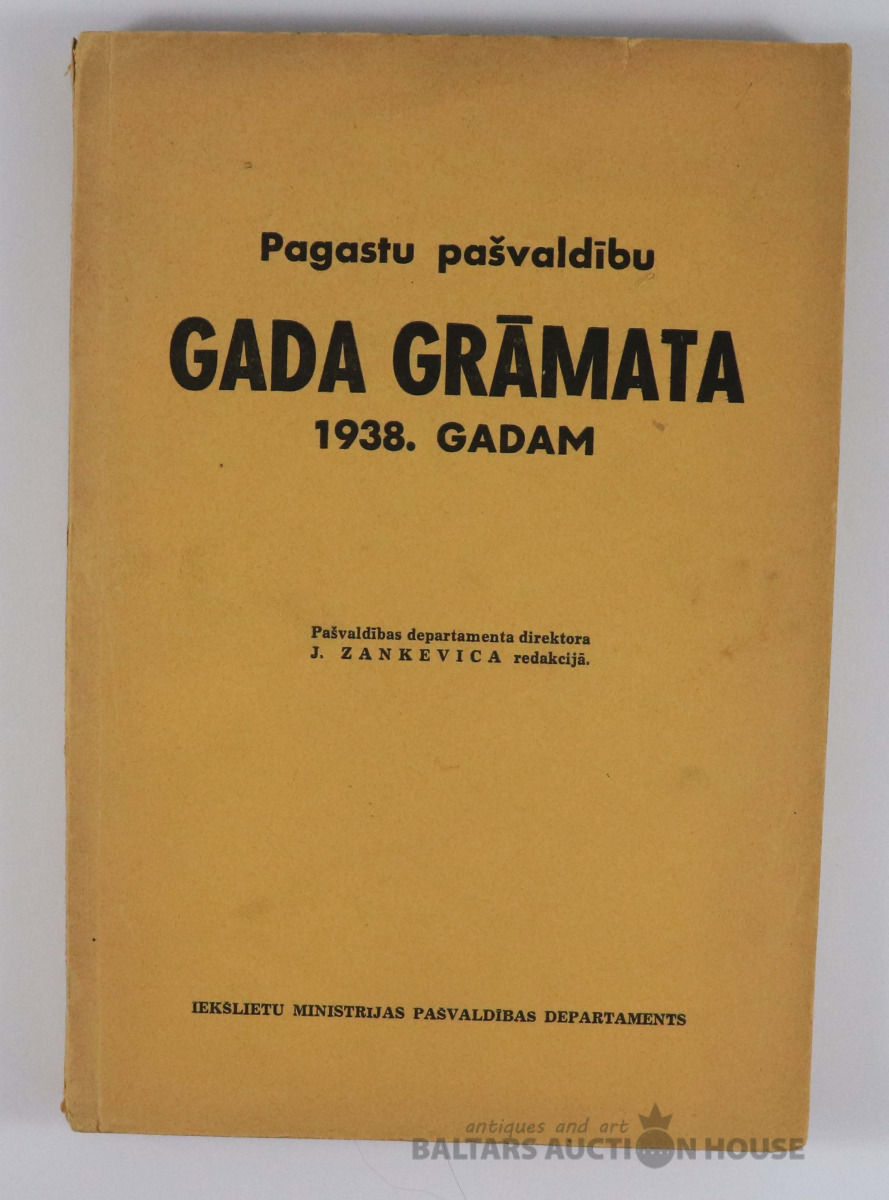 Pagastu pašvaldību
GADA GRĀMATA
1938. GADAM
Pašvaldības departamenta direktora
J. ZANKEVICA redakcijā.
IEKŠLIETU MINISTRIJAS PAŠVALDĪBAS DEPARTAMENTS
antiques and art
BALTARS AUCTION HOUSE